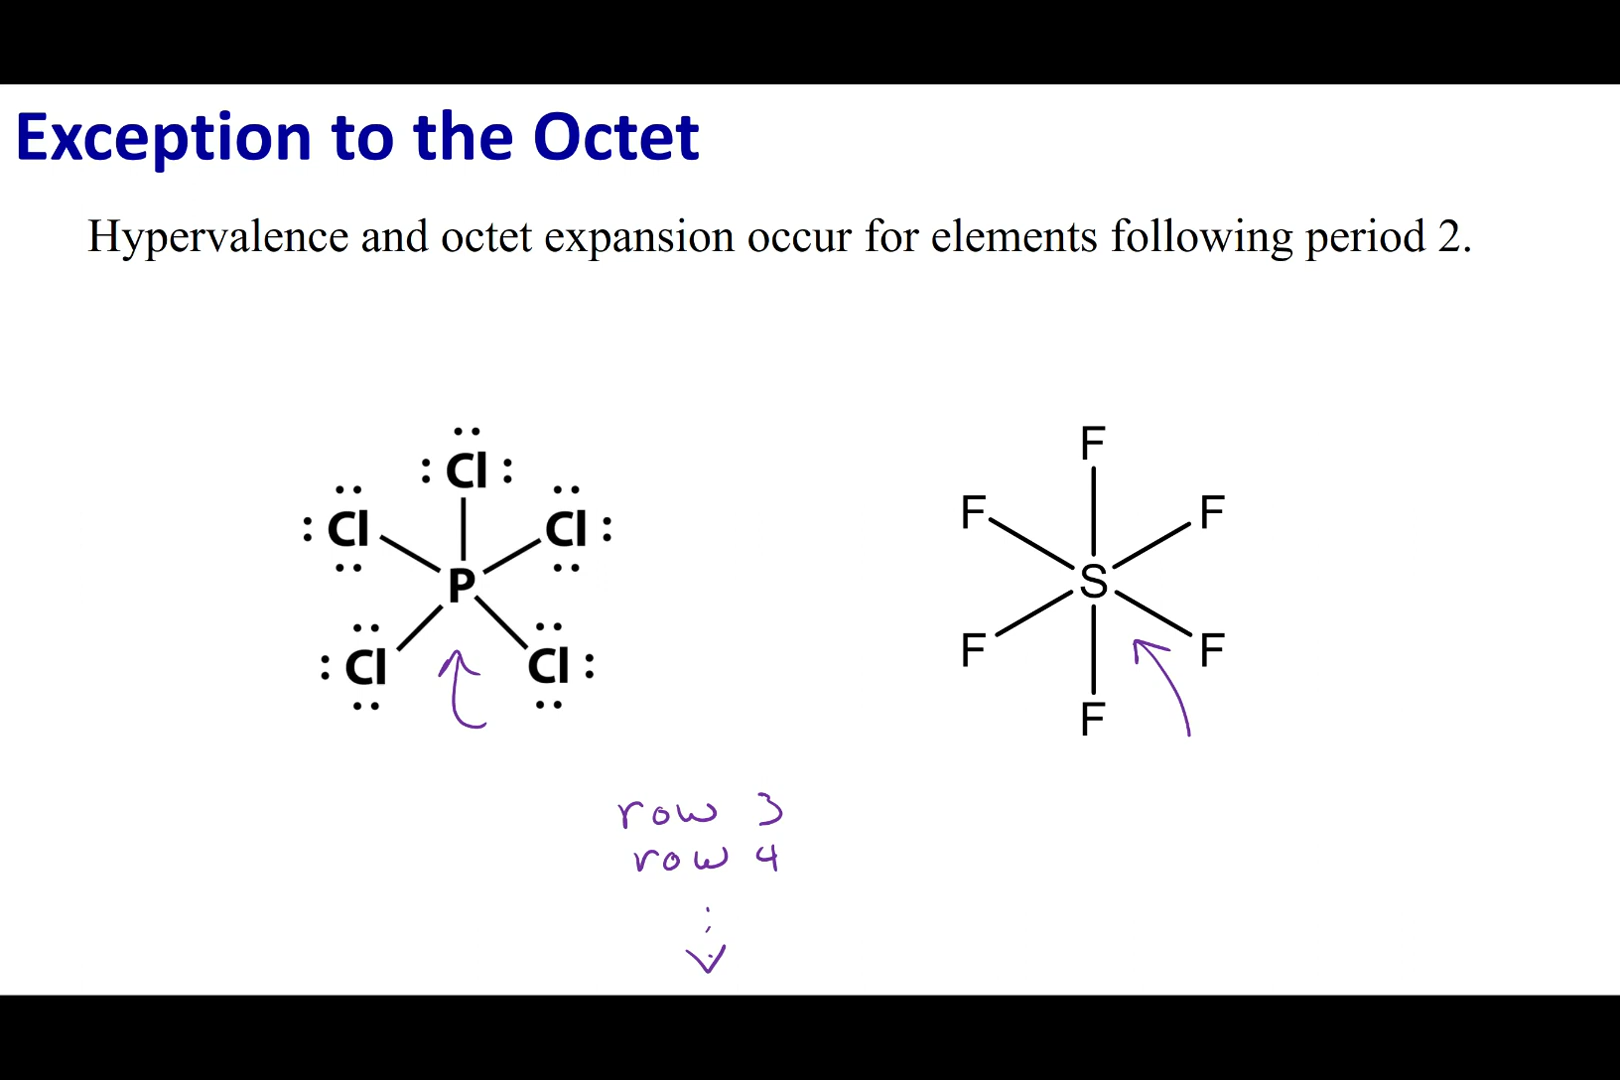 Exception to the Octet
Hypervalence and octet expansion occur for elements following period 2.
:Cl:
:Cl
Cl:
P
:Cl
Cl:
F
F
F
S
F
F
F
row 3
row 4